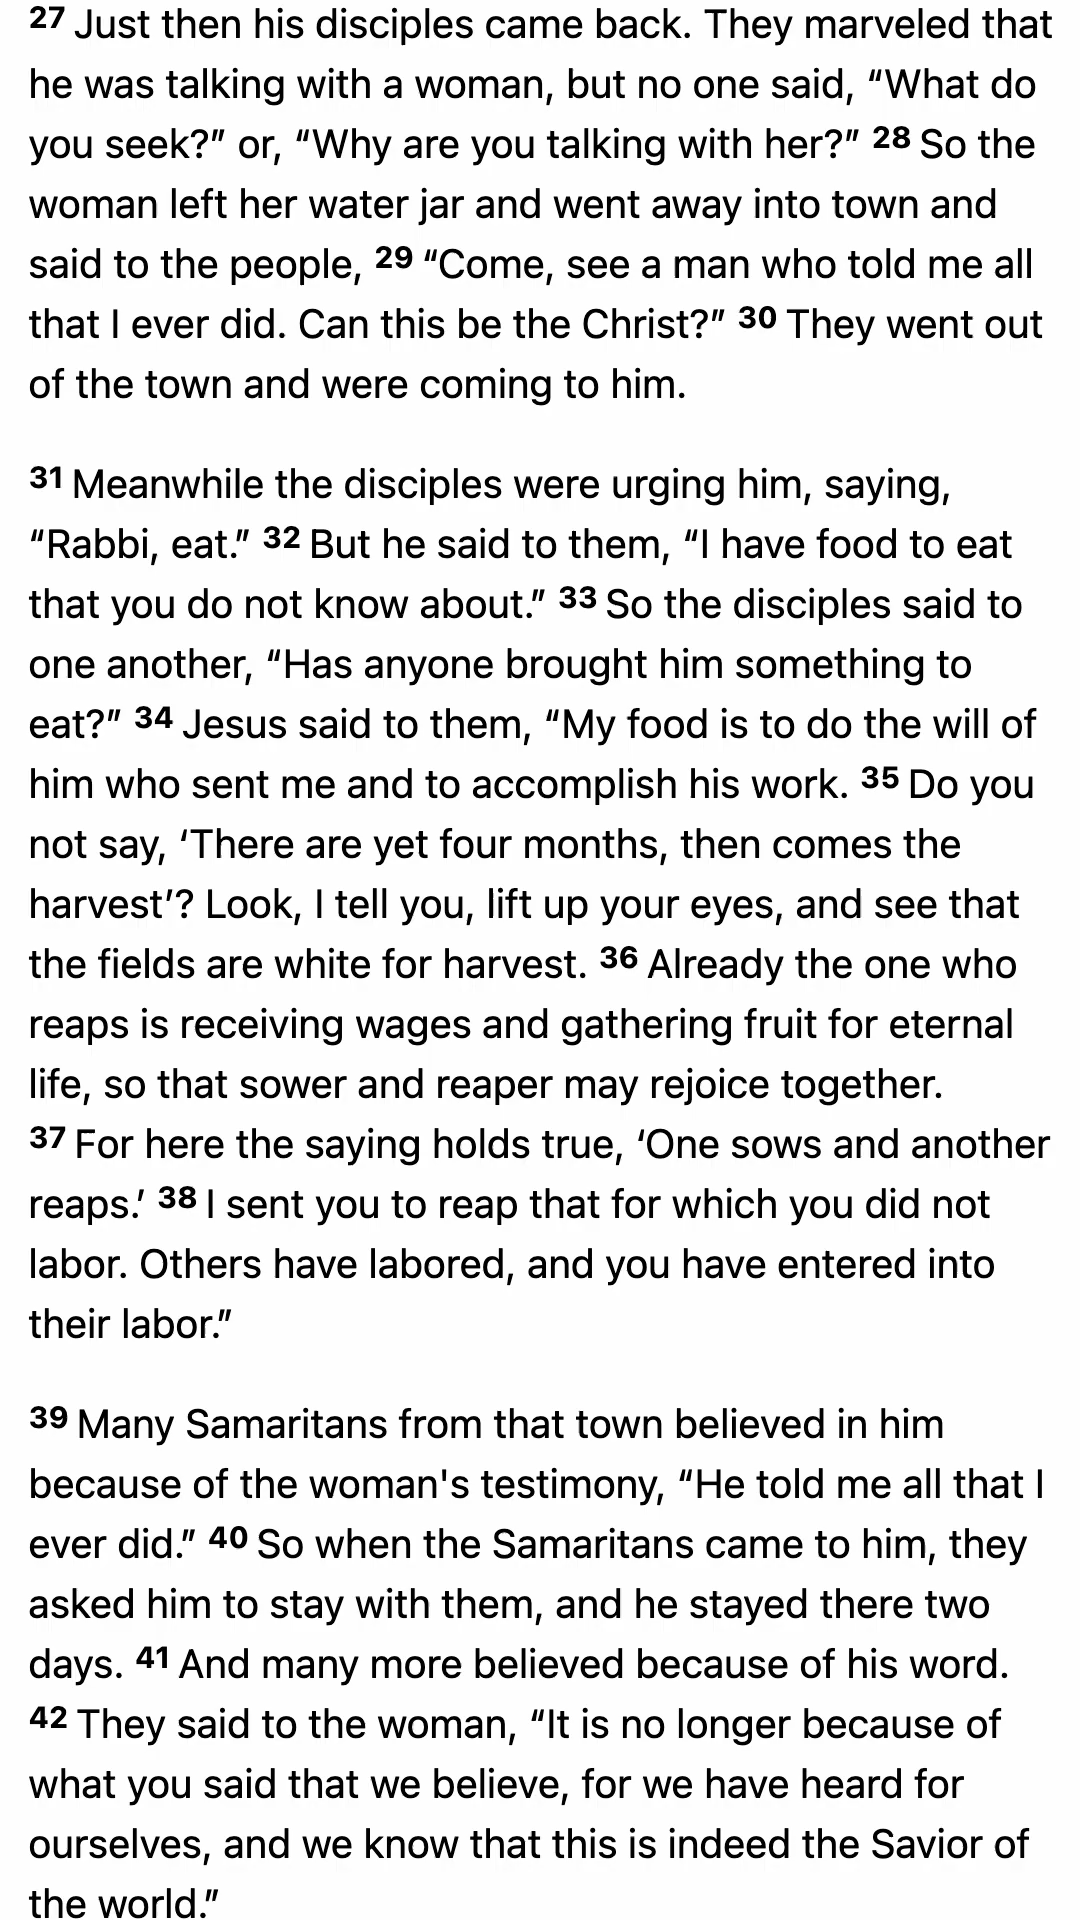 27 Just then his disciples came back. They marveled that
he was talking with a woman, but no one said, “What do
you seek?” or, “Why are you talking with her?” 28 So the
woman left her water jar and went away into town and
said to the people, 29 “Come, see a man who told me all
that I ever did. Can this be the Christ?” 30 They went out
of the town and were coming to him.
31 Meanwhile the disciples were urging him, saying,
“Rabbi, eat.” 32 But he said to them, “I have food to eat
that you do not know about.” 33 So the disciples said to
one another, “Has anyone brought him something to
eat?” 34 Jesus said to them, “My food is to do the will of
him who sent me and to accomplish his work. 35 Do you
not say, ‘There are yet four months, then comes the
harvest’? Look, I tell you, lift up your eyes, and see that
the fields are white for harvest. 36 Already the one who
reaps is receiving wages and gathering fruit for eternal
life, so that sower and reaper may rejoice together.
37 For here the saying holds true, ‘One sows and another
reaps.’ 38 I sent you to reap that for which you did not
labor. Others have labored, and you have entered into
their labor.”
39 Many Samaritans from that town believed in him
because of the woman's testimony, “He told me all that I
ever did.” 40 So when the Samaritans came to him, they
asked him to stay with them, and he stayed there two
days. 41 And many more believed because of his word.
42 They said to the woman, “It is no longer because of
what you said that we believe, for we have heard for
ourselves, and we know that this is indeed the Savior of
the world.”